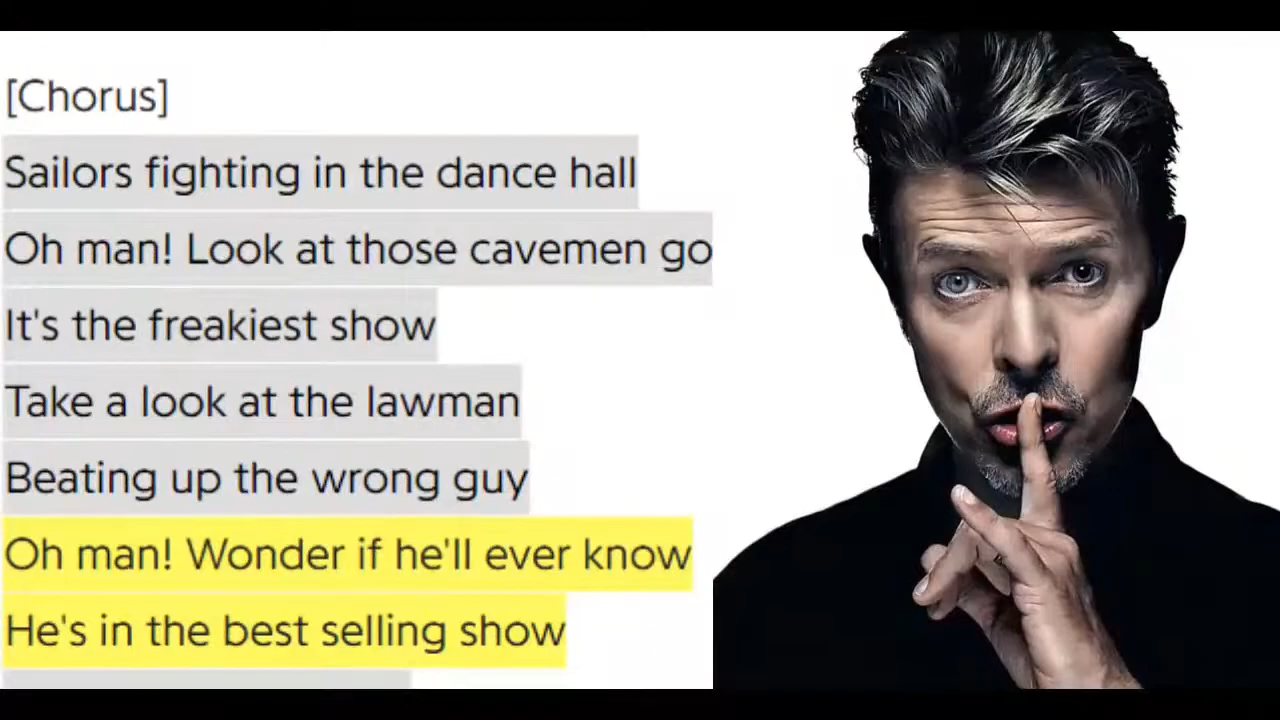 [Chorus]
Sailors fighting in the dance hall
Oh man! Look at those cavemen go
It's the freakiest show
Take a look at the lawman
Beating up the wrong guy
Oh man! Wonder if he'll ever know
He's in the best selling show